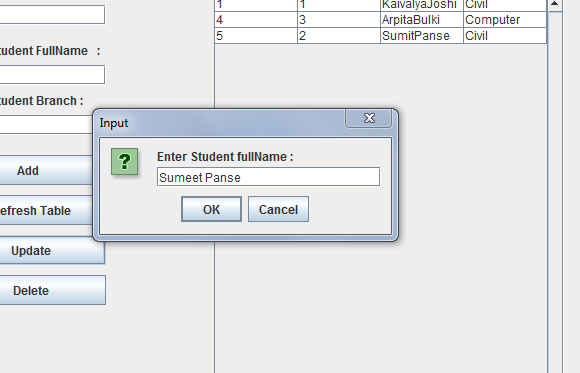 1 1 KaivalyaJoshi Civil
4 3 ArpitaBulki Computer
5 2 SumitPanse Civil
tudent FullName :
tudent Branch :
Add
efresh Table
Update
Delete
Input
Enter Student fullName :
Sumeet Panse
OK Cancel